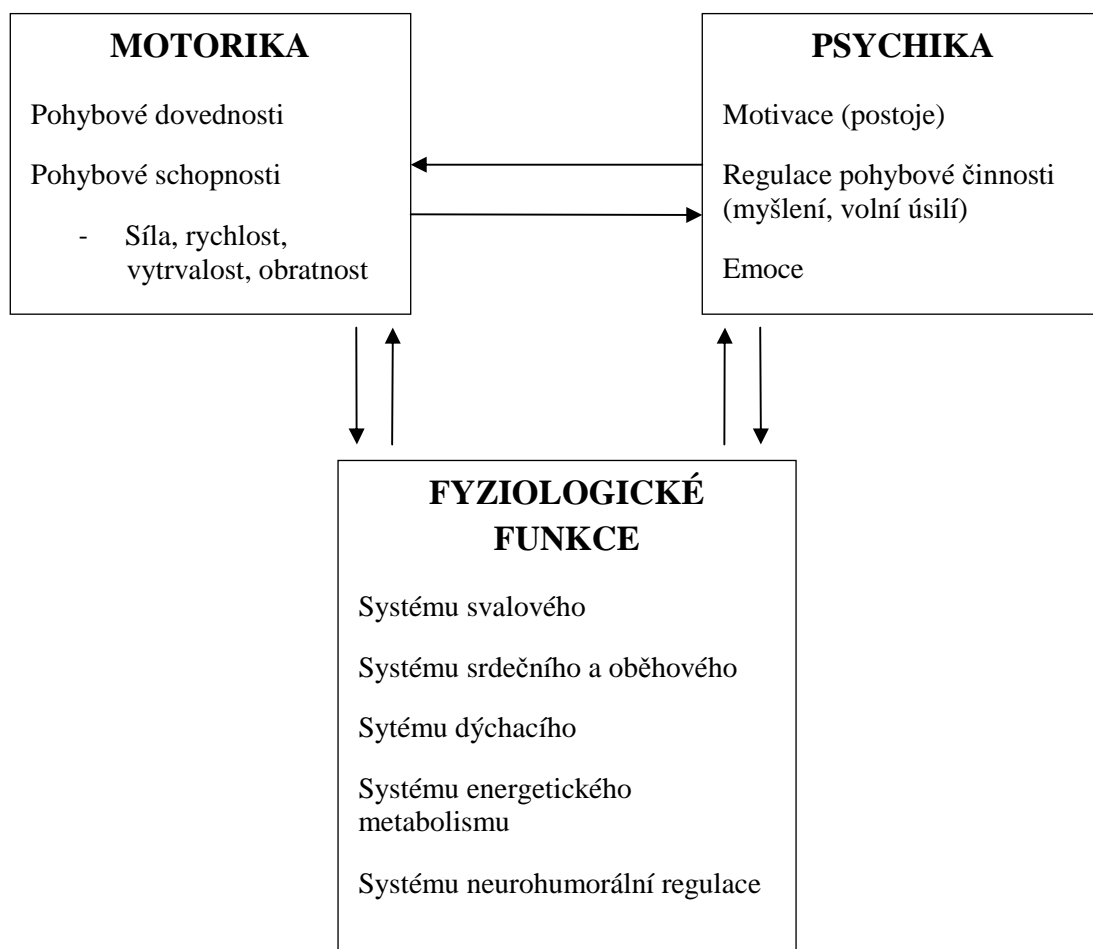 MOTORIKA
Pohybové dovednosti
Pohybové schopnosti
- Síla, rychlost,
vytrvalost, obratnost
PSYCHIKA
Motivace (postoje)
Regulace pohybové činnosti
(myšlení, volní úsilí)
Emoce
FYZIOLOGICKÉ
FUNKCE
Systému svalového
Systému srdečního a oběhového
Sytému dýchacího
Systému energetického
metabolismu
Systému neurohumorální regulace